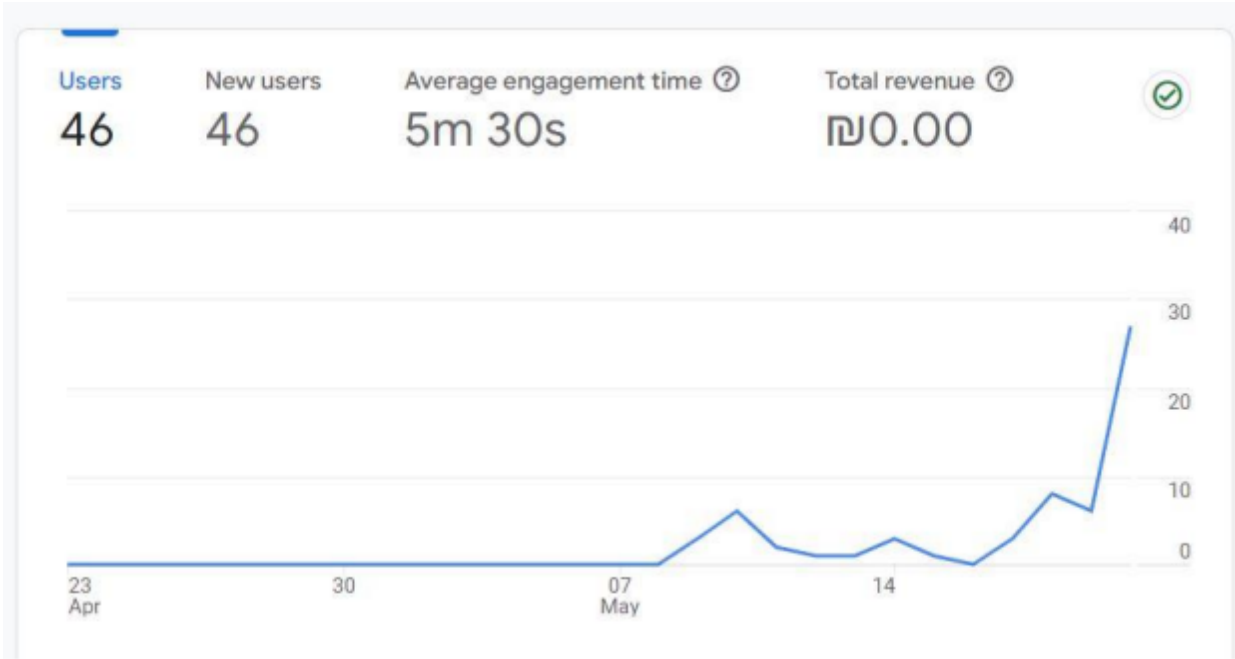 Users
46
New users
46
Average engagement time
5m 30s
Total revenue
₪0.00
40
30
20
10
0
23
Apr
30
07
May
14